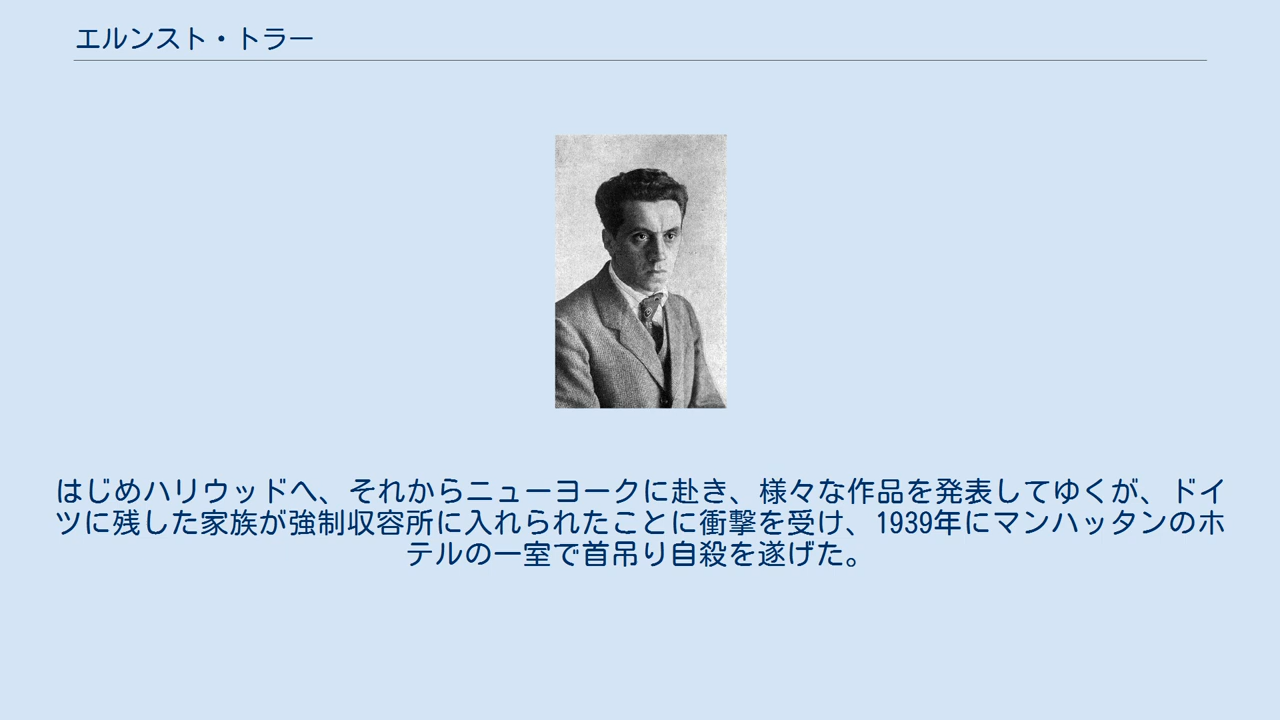 エルンスト・トラー
はじめハリウッドへ、それからニューヨークに赴き、様々な作品を発表してゆくが、ドイ
ツに残した家族が強制収容所に入れられたことに衝撃を受け、1939年にマンハッタンのホ
テルの一室で首吊り自殺を遂げた。